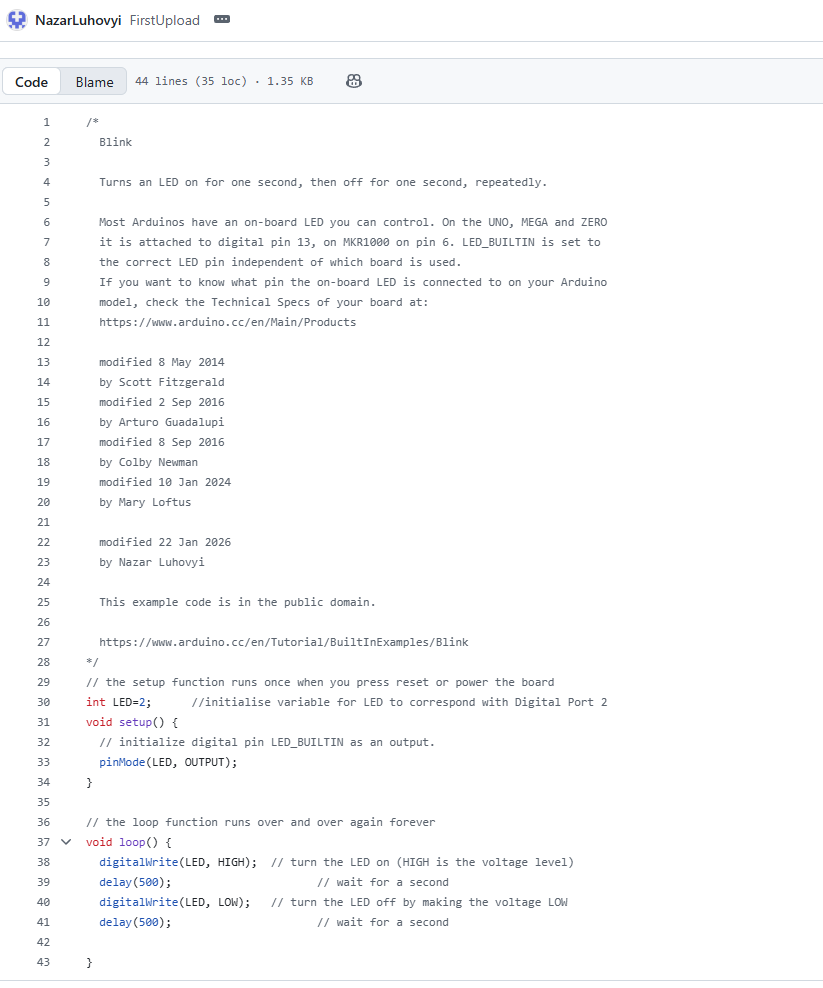 NazarLuhovyi FirstUpload
Code Blame 44 lines (35 loc) · 1.35 KB
1 /*
2 Blink
3
4 Turns an LED on for one second, then off for one second, repeatedly.
5
6 Most Arduinos have an on-board LED you can control. On the UNO, MEGA and ZERO
7 it is attached to digital pin 13, on MKR1000 on pin 6. LED_BUILTIN is set to
8 the correct LED pin independent of which board is used.
9 If you want to know what pin the on-board LED is connected to on your Arduino
10 model, check the Technical Specs of your board at:
11 https://www.arduino.cc/en/Main/Products
12
13 modified 8 May 2014
14 by Scott Fitzgerald
15 modified 2 Sep 2016
16 by Arturo Guadalupi
17 modified 8 Sep 2016
18 by Colby Newman
19 modified 10 Jan 2024
20 by Mary Loftus
21
22 modified 22 Jan 2026
23 by Nazar Luhovyi
24
25 This example code is in the public domain.
26
27 https://www.arduino.cc/en/Tutorial/BuiltInExamples/Blink
28 */
29 // the setup function runs once when you press reset or power the board
30 int LED=2; //initialise variable for LED to correspond with Digital Port 2
31 void setup() {
32 // initialize digital pin LED_BUILTIN as an output.
33 pinMode(LED, OUTPUT);
34 }
35
36 // the loop function runs over and over again forever
37 void loop() {
38 digitalWrite(LED, HIGH); // turn the LED on (HIGH is the voltage level)
39 delay(500); // wait for a second
40 digitalWrite(LED, LOW); // turn the LED off by making the voltage LOW
41 delay(500); // wait for a second
42
43 }